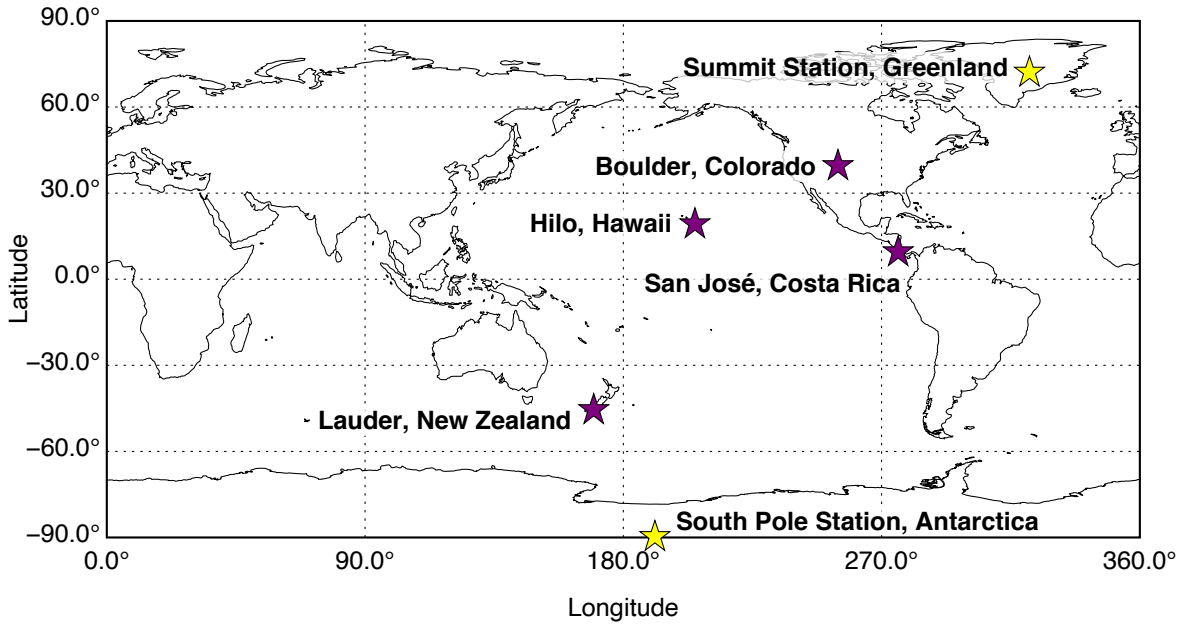 90.0°
Summit Station, Greenland
60.0°
Boulder, Colorado
30.0°
Hilo, Hawaii
0.0°
San José, Costa Rica
Latitude
−30.0°
Lauder, New Zealand
−60.0°
South Pole Station, Antarctica
−90.0°
0.0° 90.0° 180.0° 270.0° 360.0°
Longitude